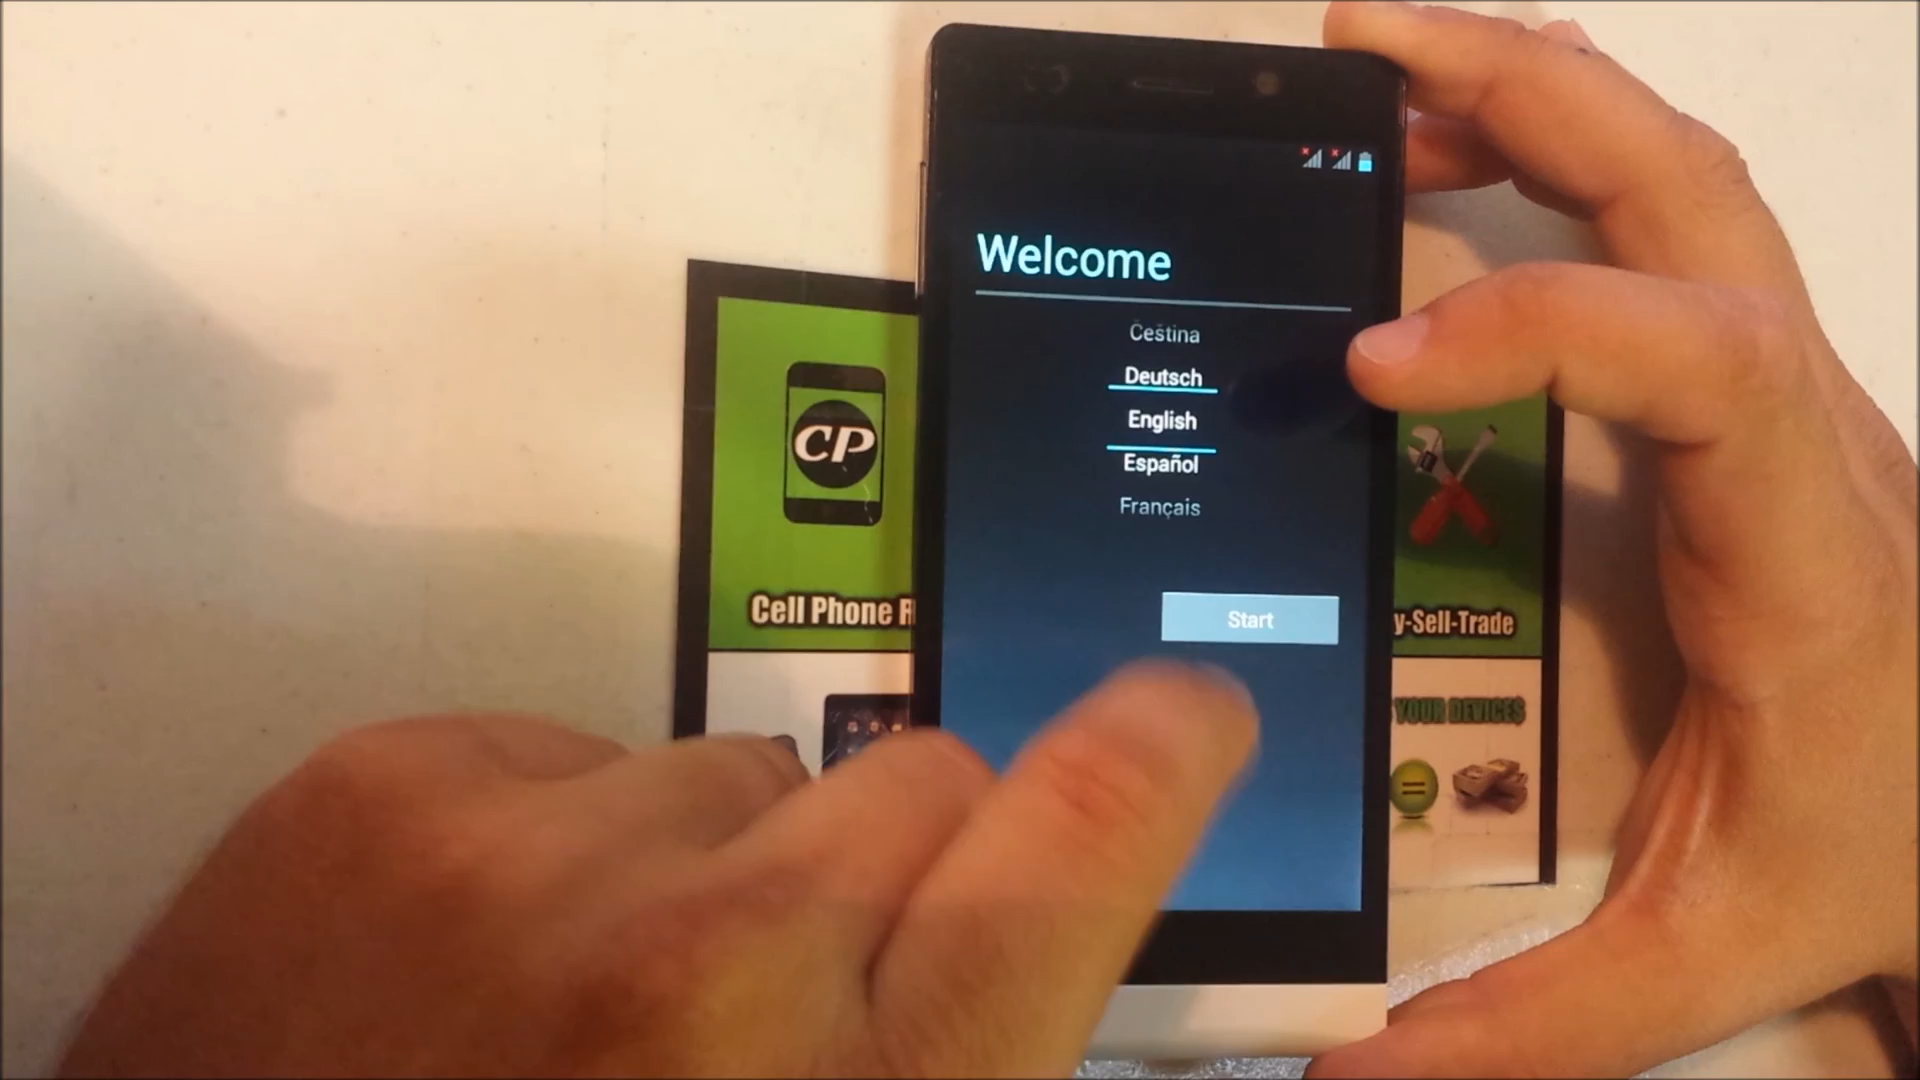 Welcome
Čeština
Deutsch
English
Español
Français
Start
CP
Cell Phone
y-Sell-Trade
YOUR DEVICES
=